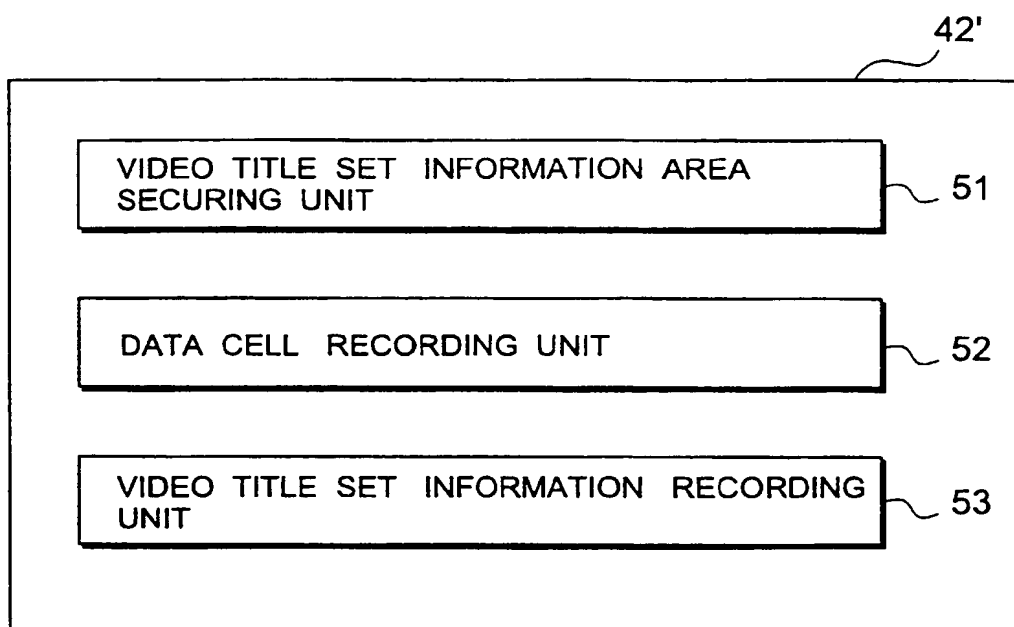 42'
VIDEO TITLE SET INFORMATION AREA
SECURING UNIT
51
DATA CELL RECORDING UNIT
52
VIDEO TITLE SET INFORMATION RECORDING
UNIT
53